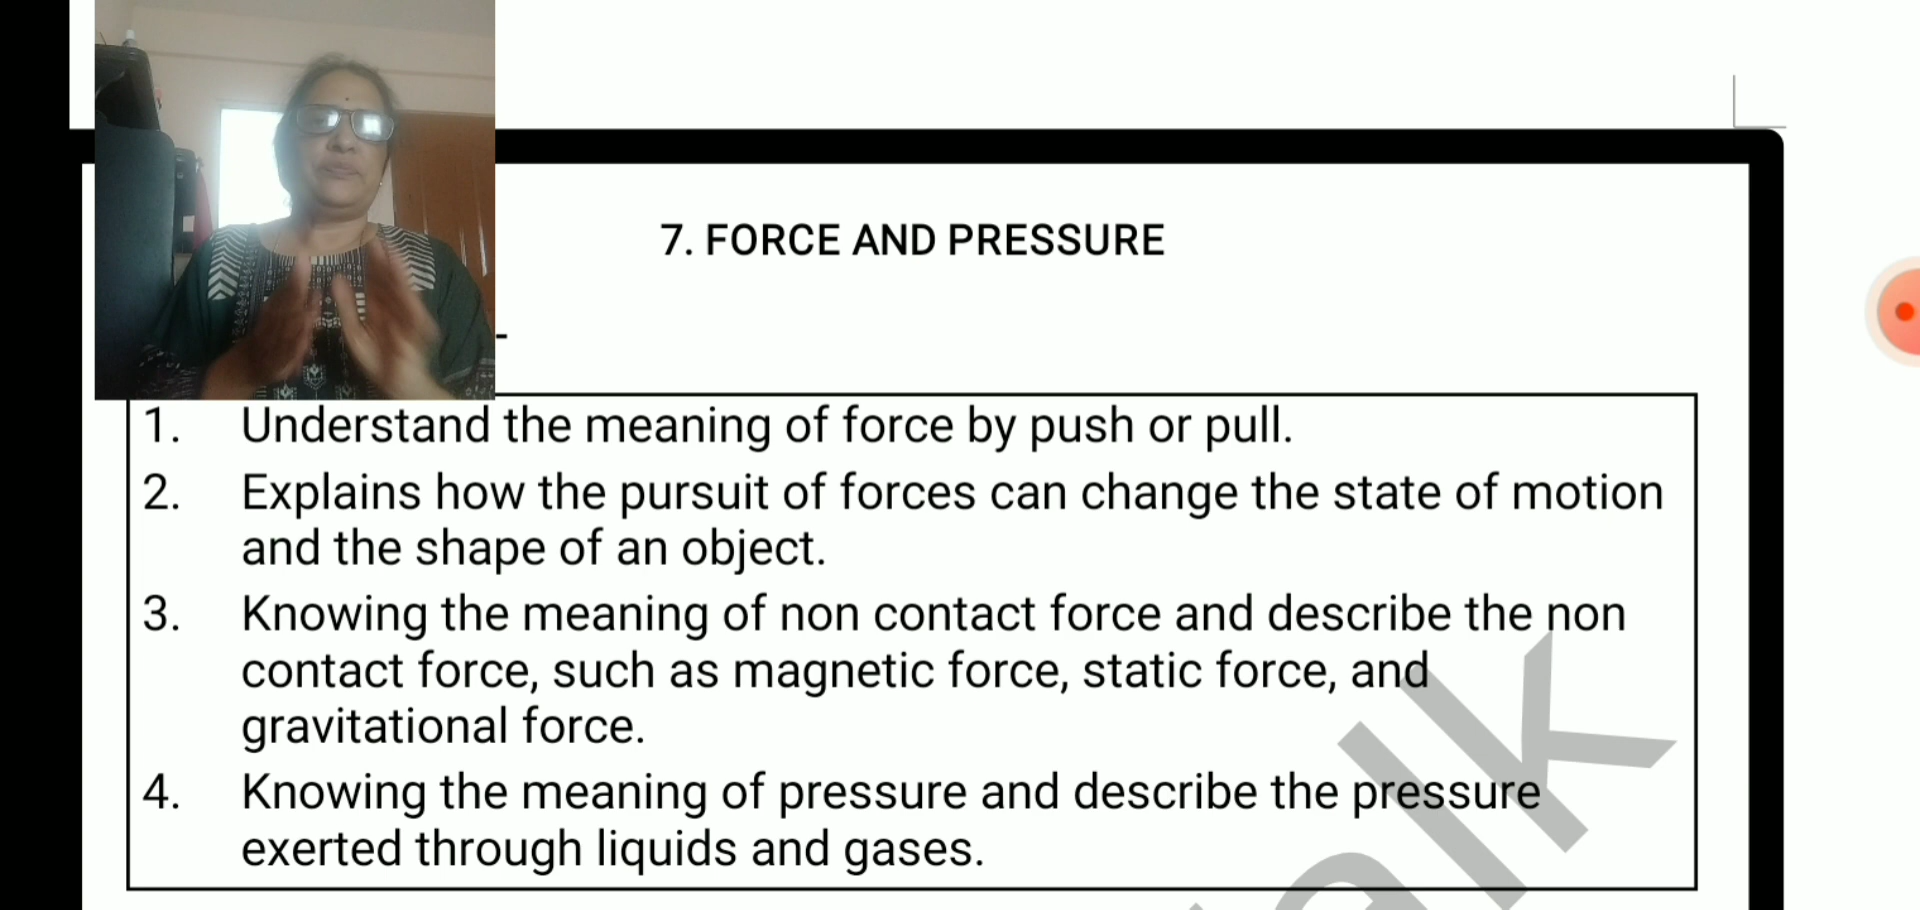 7. FORCE AND PRESSURE
1. Understand the meaning of force by push or pull.
2. Explains how the pursuit of forces can change the state of motion
and the shape of an object.
3. Knowing the meaning of non contact force and describe the non
contact force, such as magnetic force, static force, and
gravitational force.
4. Knowing the meaning of pressure and describe the pressure
exerted through liquids and gases.
alk